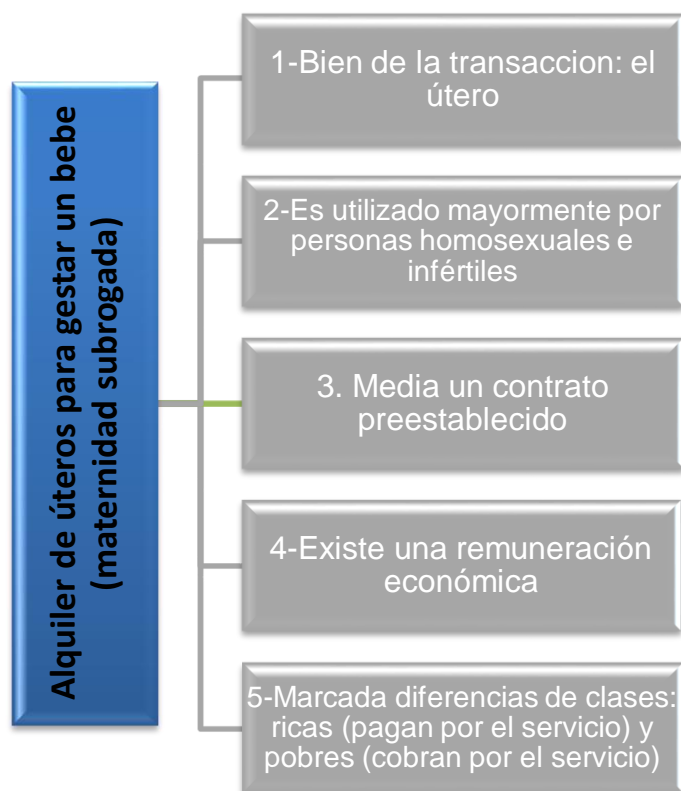 Alquiler de úteros para gestar un bebe
(maternidad subrogada)
1-Bien de la transaccion: el
útero
2-Es utilizado mayormente por
personas homosexuales e
infértiles
3. Media un contrato
preestablecido
4-Existe una remuneración
económica
5-Marcada diferencias de clases:
ricas (pagan por el servicio) y
pobres (cobran por el servicio)